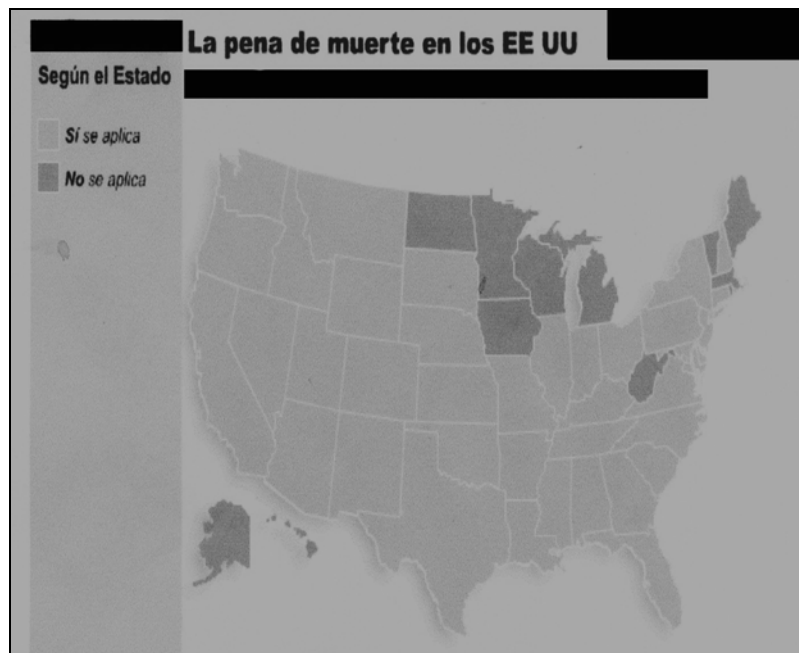 La pena de muerte en los EE UU
Según el Estado
Sí se aplica
No se aplica